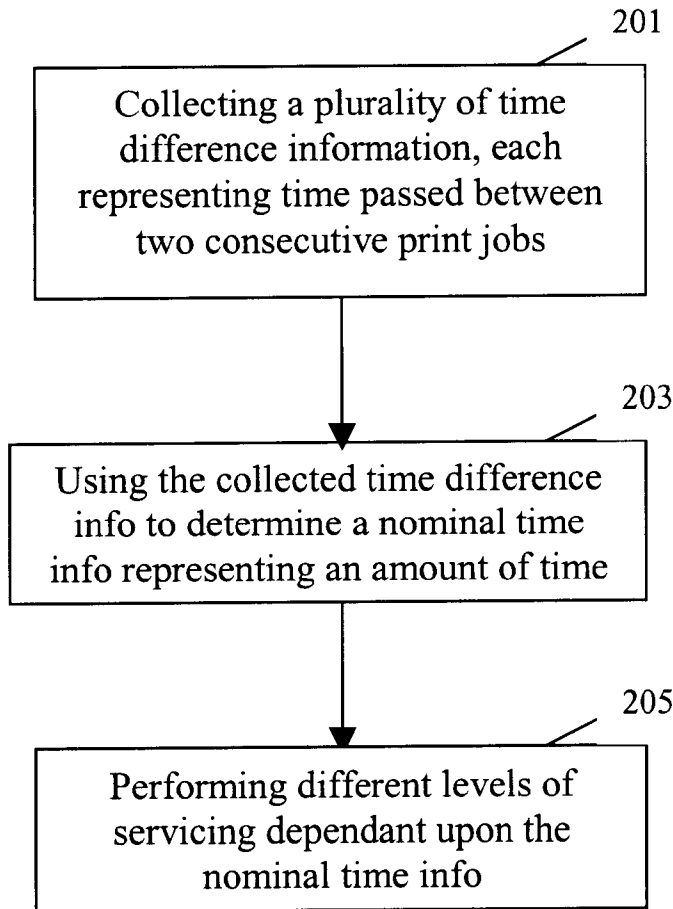 201
Collecting a plurality of time
difference information, each
representing time passed between
two consecutive print jobs
203
Using the collected time difference
info to determine a nominal time
info representing an amount of time
205
Performing different levels of
servicing dependant upon the
nominal time info